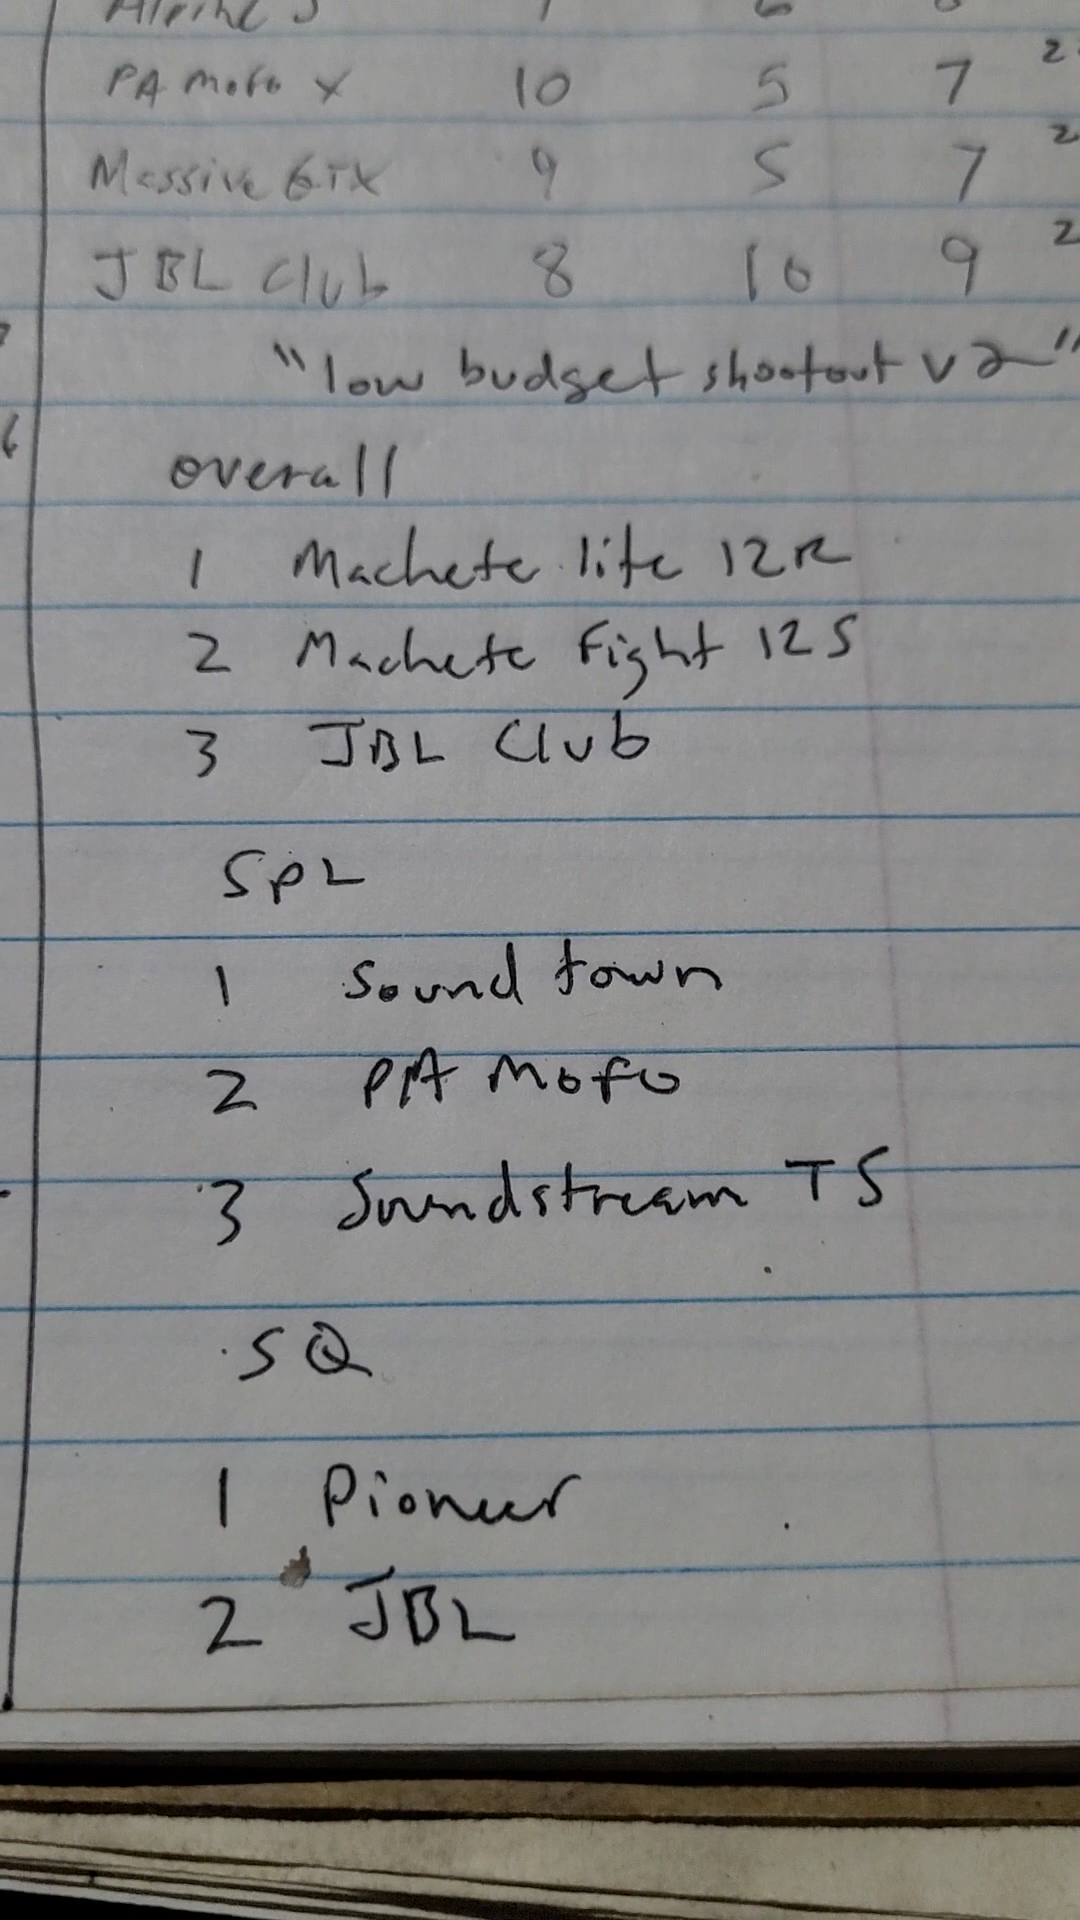 Alpine S
PA Mofo X 10 5 7 2
Massive GTX 9 5 7 2
JBL Club 8 10 9 2
"low budget shootout v2"
6
overall
1 Machete lite 12R
2 Machete Fight 12S
3 JBL Club
SPL
1 Sound town
2 PA Mofo
3 Soundstream TS
SQ
1 Pioneer
2 JBL